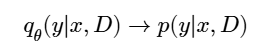 q_θ(y|x, D) → p(y|x, D)